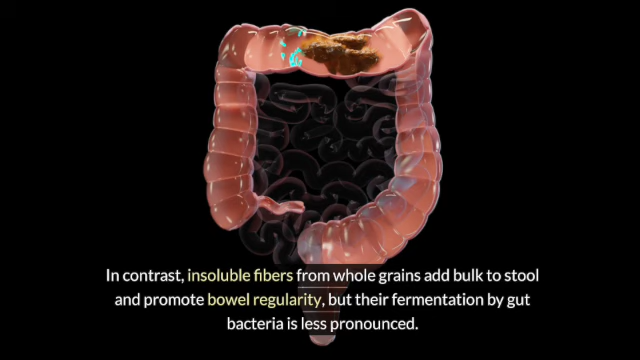 In contrast, insoluble fibers from whole grains add bulk to stool
and promote bowel regularity, but their fermentation by gut
bacteria is less pronounced.